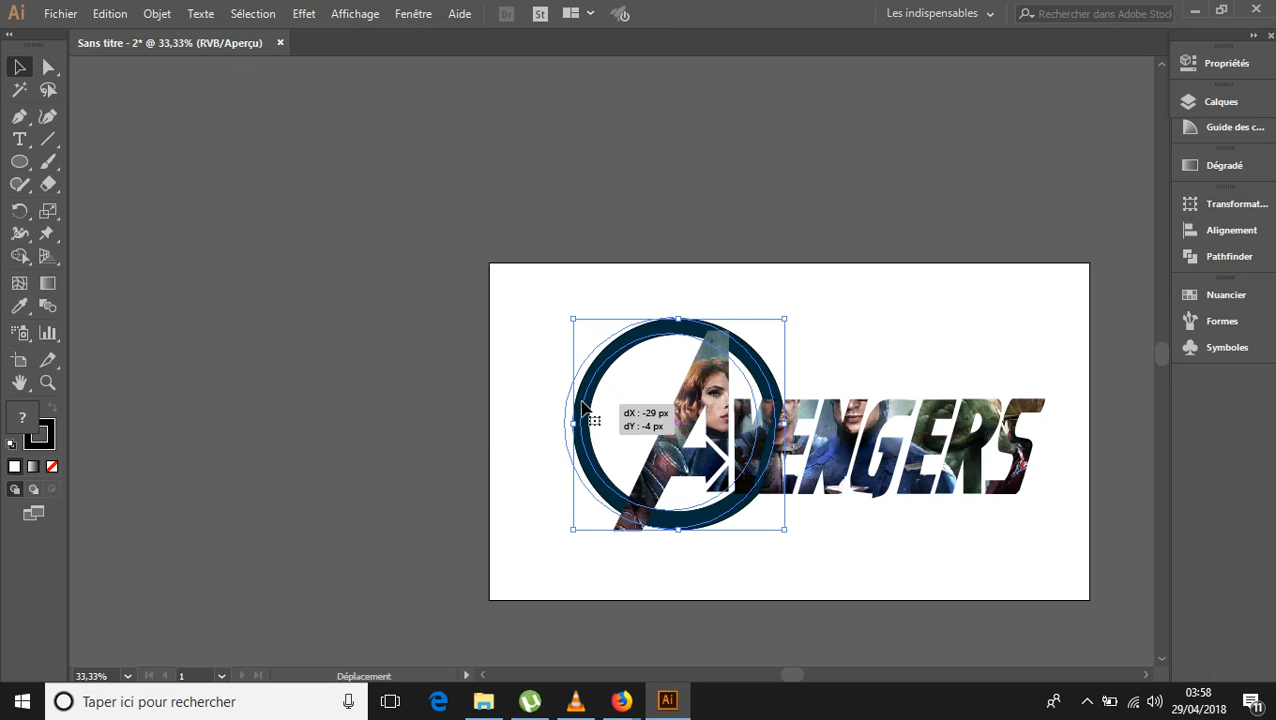 Ai Fichier Edition Objet Texte Sélection Effet Affichage Fenêtre Aide Br St Les indispensables Rechercher dans Adobe Stock
Sans titre - 2* @ 33,33% (RVB/Aperçu) ×
Propriétés
Calques
Guide des c...
Dégradé
Transformat...
Alignement
Pathfinder
Nuancier
Formes
Symboles
T
?
dX : -29 px
dY : -4 px
AVENGERS
33,33% 1 Déplacement
Taper ici pour rechercher Ai 03:58
29/04/2018 11